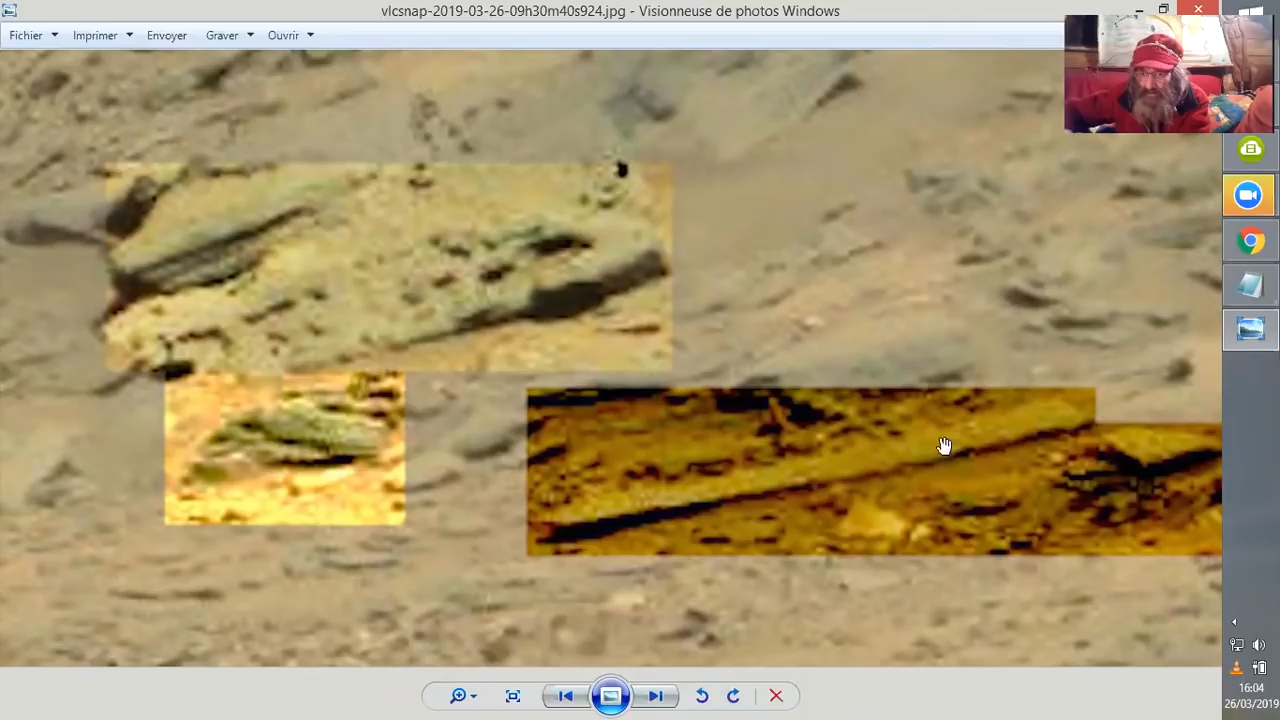 vlcsnap-2019-03-26-09h30m40s924.jpg - Visionneuse de photos Windows
Fichier Imprimer Envoyer Graver Ouvrir
16:04
26/03/2019